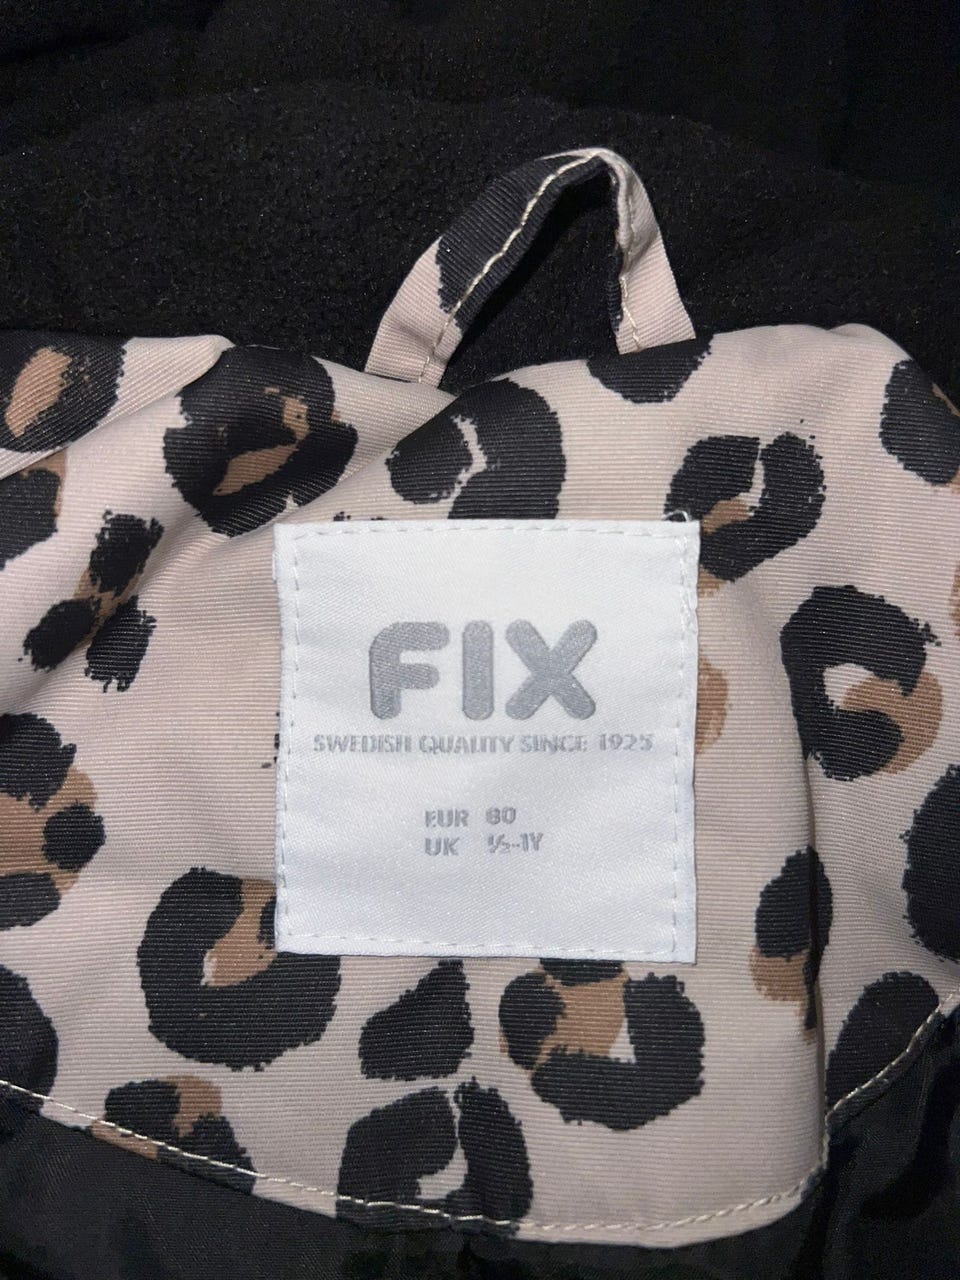 FIX
SWEDISH QUALITY SINCE 1925
EUR 80
UK ½-1Y